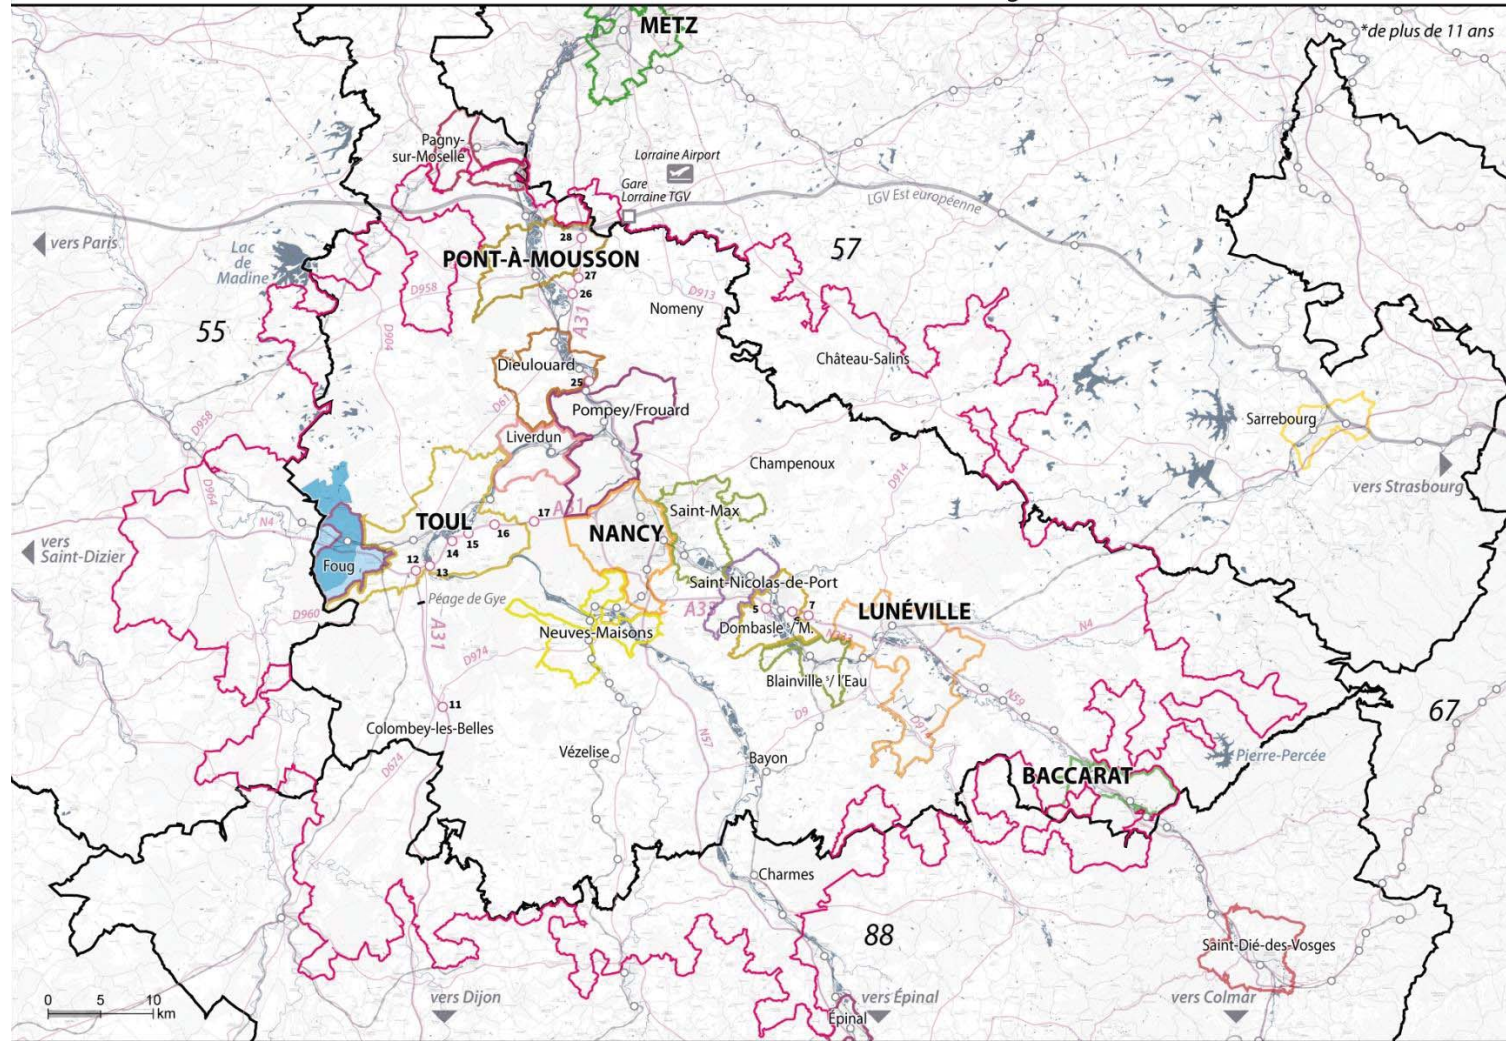 METZ
*de plus de 11 ans
Pagny-
sur-Moselle
Lorraine Airport
Gare
Lorraine TGV
LGV Est européenne
vers Paris
Lac
de
Madine
28
57
PONT-À-MOUSSON
27
D958
26
D913
Nomeny
A31
55
D904
Château-Salins
Dieulouard
25
D61
Pompey/Frouard
D958
Sarrebourg
Liverdun
Champenoux
D914
vers Strasbourg
D964
A31
Saint-Max
N4
17
TOUL
16
NANCY
15
14
vers
Saint-Dizier
12
13
Foug
Saint-Nicolas-de-Port
Péage de Gye
D960
A33
5
7
LUNÉVILLE
Neuves-Maisons
Dombasle s/M.
N333
N4
A31
D974
Blainville s/ l'Eau
11
N59
D9
67
Colombey-les-Belles
N57
Vézelise
Bayon
Pierre-Percée
D674
BACCARAT
Charmes
88
Saint-Dié-des-Vosges
0 5 10
km
vers Dijon
vers Épinal
vers Colmar
Épinal